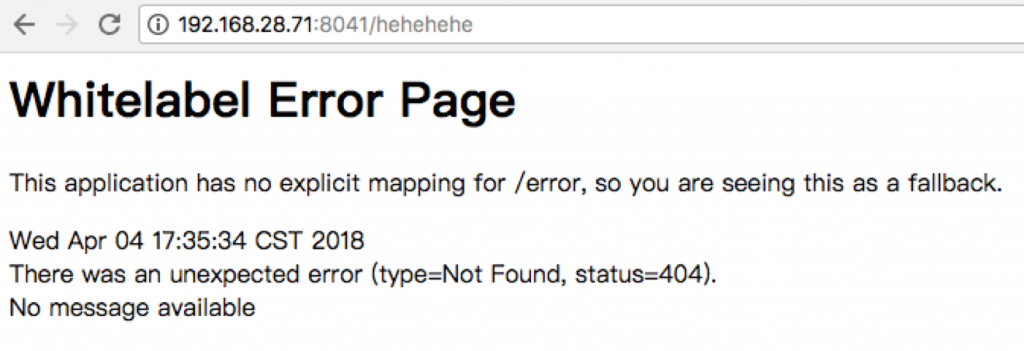 192.168.28.71:8041/hehehehe
Whitelabel Error Page
This application has no explicit mapping for /error, so you are seeing this as a fallback.
Wed Apr 04 17:35:34 CST 2018
There was an unexpected error (type=Not Found, status=404).
No message available